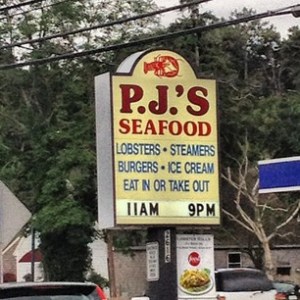 P.J.'S
SEAFOOD
LOBSTERS • STEAMERS
BURGERS • ICE CREAM
EAT IN OR TAKE OUT
11AM 9PM